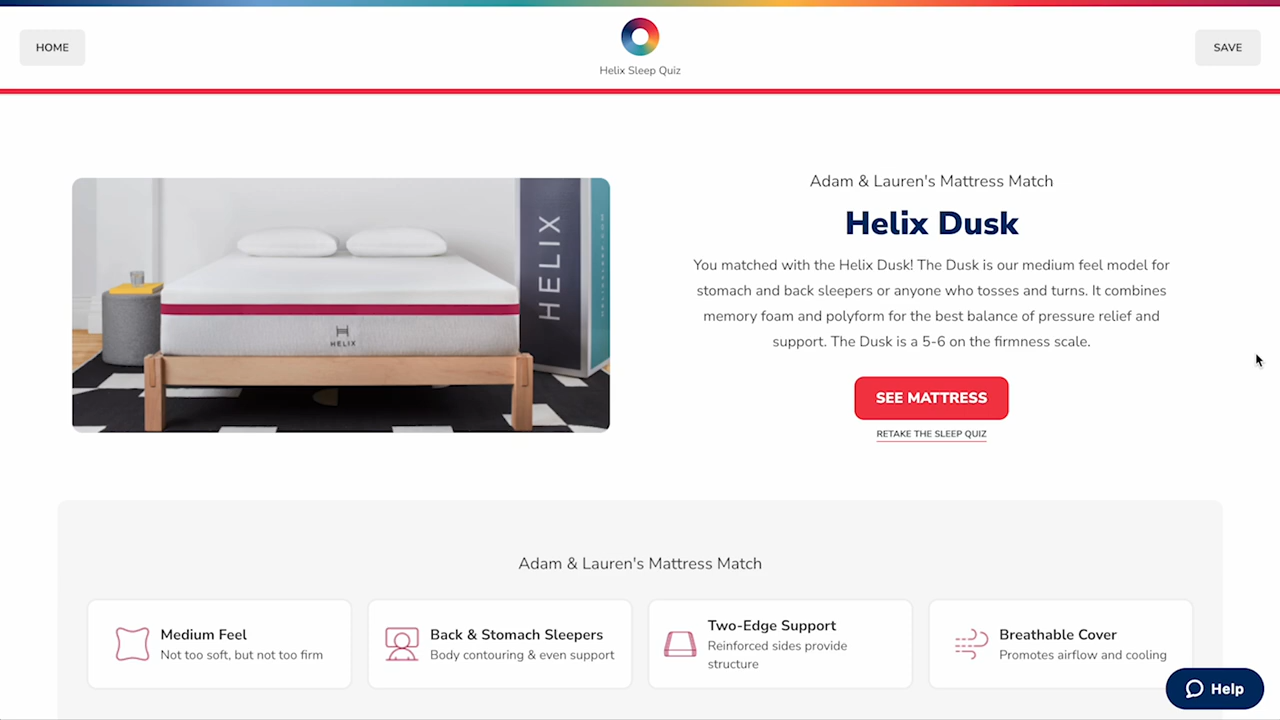 HOME
Helix Sleep Quiz
SAVE
HELIX
HELIX
Adam & Lauren's Mattress Match
Helix Dusk
You matched with the Helix Dusk! The Dusk is our medium feel model for
stomach and back sleepers or anyone who tosses and turns. It combines
memory foam and polyform for the best balance of pressure relief and
support. The Dusk is a 5-6 on the firmness scale.
SEE MATTRESS
RETAKE THE SLEEP QUIZ
Adam & Lauren's Mattress Match
Medium Feel
Not too soft, but not too firm
Back & Stomach Sleepers
Body contouring & even support
Two-Edge Support
Reinforced sides provide
structure
Breathable Cover
Promotes airflow and cooling
Help